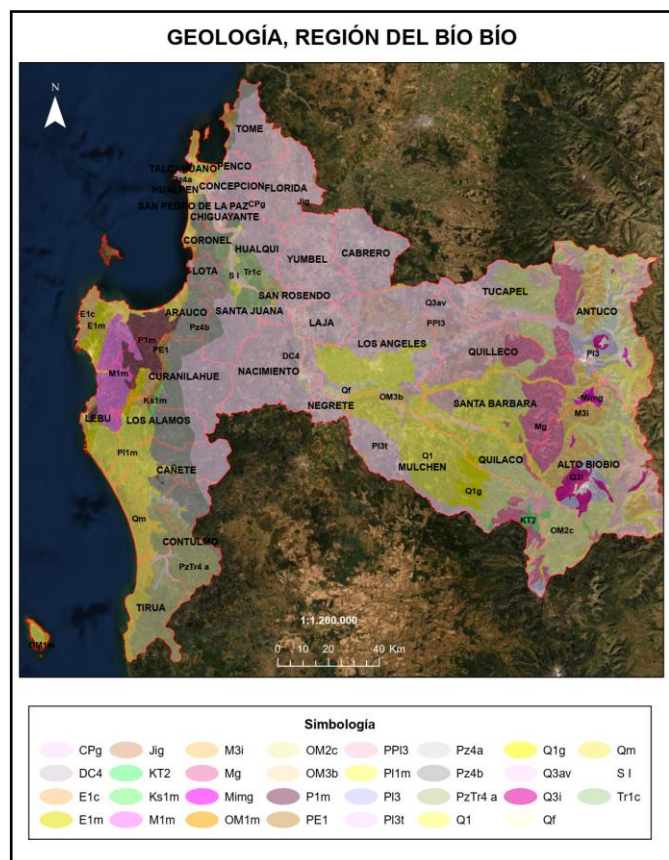 GEOLOGÍA, REGIÓN DEL BÍO BÍO
N
TOME
TALCAHUANO
PENCO
Pz4a
HUALPEN
CONCEPCION
FLORIDA
SAN PEDRO DE LA PAZ
CPg
Jig
CHIGUAYANTE
CORONEL
HUALQUI
YUMBEL
CABRERO
LOTA
S I
Tr1c
SAN ROSENDO
TUCAPEL
Q3av
ANTUCO
E1c
E1m
ARAUCO
SANTA JUANA
LAJA
PPl3
Pz4b
P1m
PE1
LOS ANGELES
QUILLECO
Pl3
DC4
M1m
CURANILAHUE
NACIMIENTO
Qf
OM3b
Mimg
Ks1m
NEGRETE
SANTA BARBARA
M3i
LEBU
LOS ALAMOS
Mg
Pl1m
Pl3t
Q1
MULCHEN
QUILACO
ALTO BIOBIO
CAÑETE
Q3i
Q1g
Qm
KT2
OM2c
CONTULMO
PzTr4 a
TIRUA
1:1.200.000
0 10 20 40 Km
OM1m
Simbología
CPg Jig M3i OM2c PPl3 Pz4a Q1g Qm
DC4 KT2 Mg OM3b Pl1m Pz4b Q3av S I
E1c Ks1m Mimg P1m Pl3 PzTr4 a Q3i Tr1c
E1m M1m OM1m PE1 Pl3t Q1 Qf